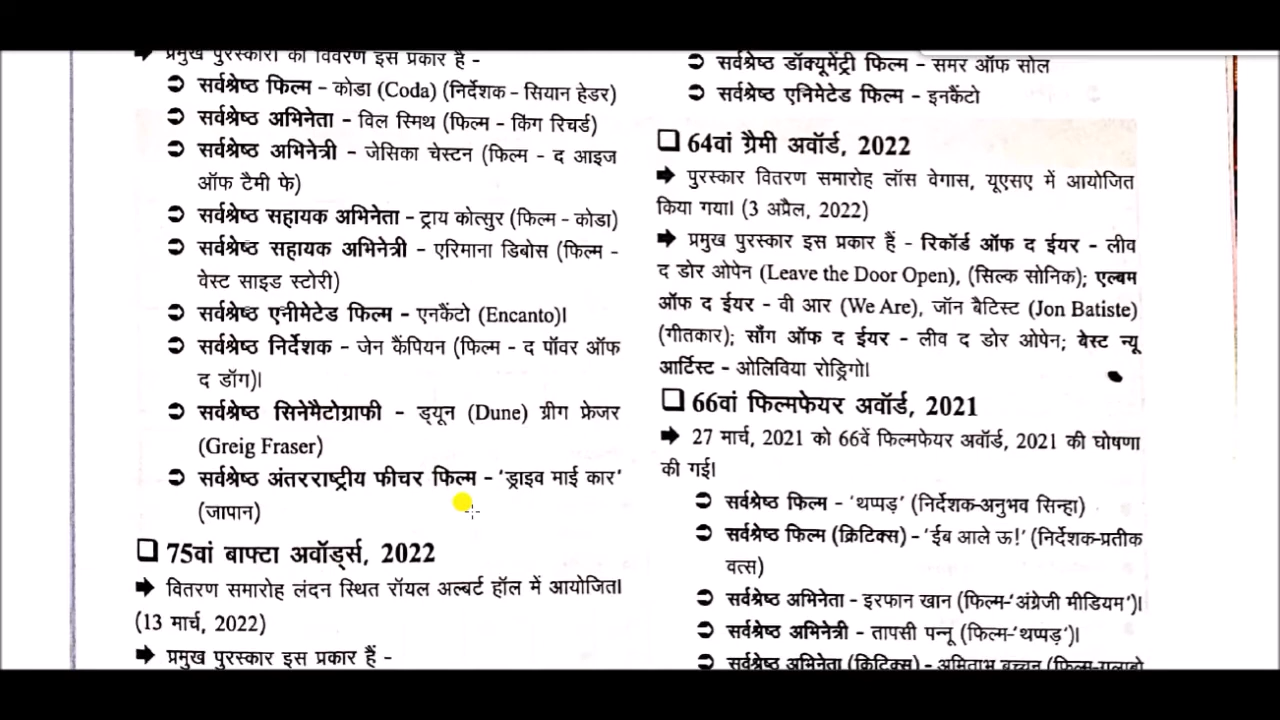 प्रमुख पुरस्कारों का विवरण इस प्रकार है -
सर्वश्रेष्ठ फिल्म - कोडा (Coda) (निर्देशक - सियान हेडर)
सर्वश्रेष्ठ अभिनेता - विल स्मिथ (फिल्म - किंग रिचर्ड)
सर्वश्रेष्ठ अभिनेत्री - जेसिका चेस्टन (फिल्म - द आइज
ऑफ टैमी फे)
सर्वश्रेष्ठ सहायक अभिनेता - ट्राय कोत्सुर (फिल्म - कोडा)
सर्वश्रेष्ठ सहायक अभिनेत्री - एरिमाना डिबोस (फिल्म -
वेस्ट साइड स्टोरी)
सर्वश्रेष्ठ एनीमेटेड फिल्म - एनकैंटो (Encanto)।
सर्वश्रेष्ठ निर्देशक - जेन कैंपियन (फिल्म - द पॉवर ऑफ
द डॉग)।
सर्वश्रेष्ठ सिनेमैटोग्राफी - ड्यून (Dune) ग्रीग फ्रेजर
(Greig Fraser)
सर्वश्रेष्ठ अंतरराष्ट्रीय फीचर फिल्म - 'ड्राइव माई कार'
(जापान)
75वां बाफ्टा अवॉर्ड्स, 2022
वितरण समारोह लंदन स्थित रॉयल अल्बर्ट हॉल में आयोजित।
(13 मार्च, 2022)
प्रमुख पुरस्कार इस प्रकार हैं -
सर्वश्रेष्ठ डॉक्यूमेंट्री फिल्म - समर ऑफ सोल
सर्वश्रेष्ठ एनिमेटेड फिल्म - इनकैंटो
64वां ग्रैमी अवॉर्ड, 2022
पुरस्कार वितरण समारोह लॉस वेगास, यूएसए में आयोजित
किया गया। (3 अप्रैल, 2022)
प्रमुख पुरस्कार इस प्रकार हैं - रिकॉर्ड ऑफ द ईयर - लीव
द डोर ओपेन (Leave the Door Open), (सिल्क सोनिक); एल्बम
ऑफ द ईयर - वी आर (We Are), जॉन बैटिस्ट (Jon Batiste)
(गीतकार); सॉंग ऑफ द ईयर - लीव द डोर ओपेन; बेस्ट न्यू
आर्टिस्ट - ओलिविया रोड्रिगो।
66वां फिल्मफेयर अवॉर्ड, 2021
27 मार्च, 2021 को 66वें फिल्मफेयर अवॉर्ड, 2021 की घोषणा
की गई।
सर्वश्रेष्ठ फिल्म - 'थप्पड़' (निर्देशक-अनुभव सिन्हा)
सर्वश्रेष्ठ फिल्म (क्रिटिक्स) - 'ईब आले ऊ!' (निर्देशक-प्रतीक
वत्स)
सर्वश्रेष्ठ अभिनेता - इरफान खान (फिल्म-'अंग्रेजी मीडियम')।
सर्वश्रेष्ठ अभिनेत्री - तापसी पन्नू (फिल्म-'थप्पड़')।
सर्वश्रेष्ठ अभिनेता (क्रिटिक्स) - अमिताभ बच्चन (फिल्म-गुलाबो